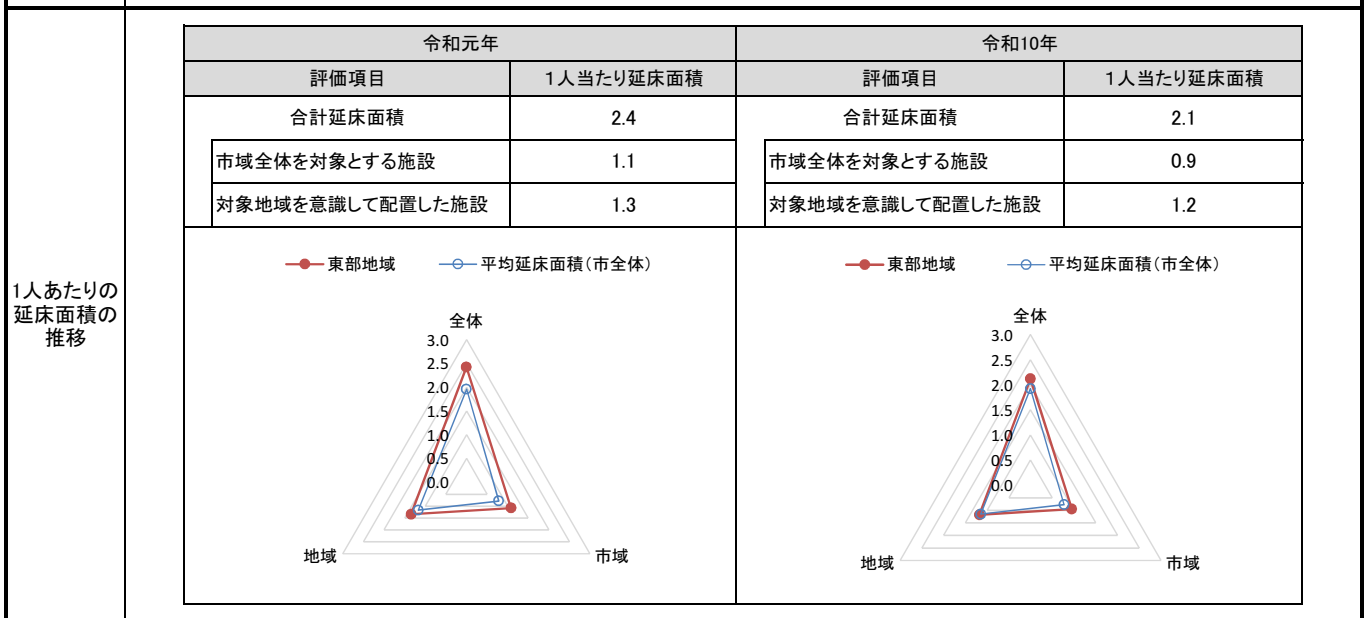 1人あたりの
延床面積の
推移
令和元年 令和10年
評価項目 1人当たり延床面積 評価項目 1人当たり延床面積
合計延床面積 2.4 合計延床面積 2.1
市域全体を対象とする施設 1.1 市域全体を対象とする施設 0.9
対象地域を意識して配置した施設 1.3 対象地域を意識して配置した施設 1.2
東部地域 平均延床面積(市全体)
全体
3.0
2.5
2.0
1.5
1.0
0.5
0.0
地域 市域
東部地域 平均延床面積(市全体)
全体
3.0
2.5
2.0
1.5
1.0
0.5
0.0
地域 市域